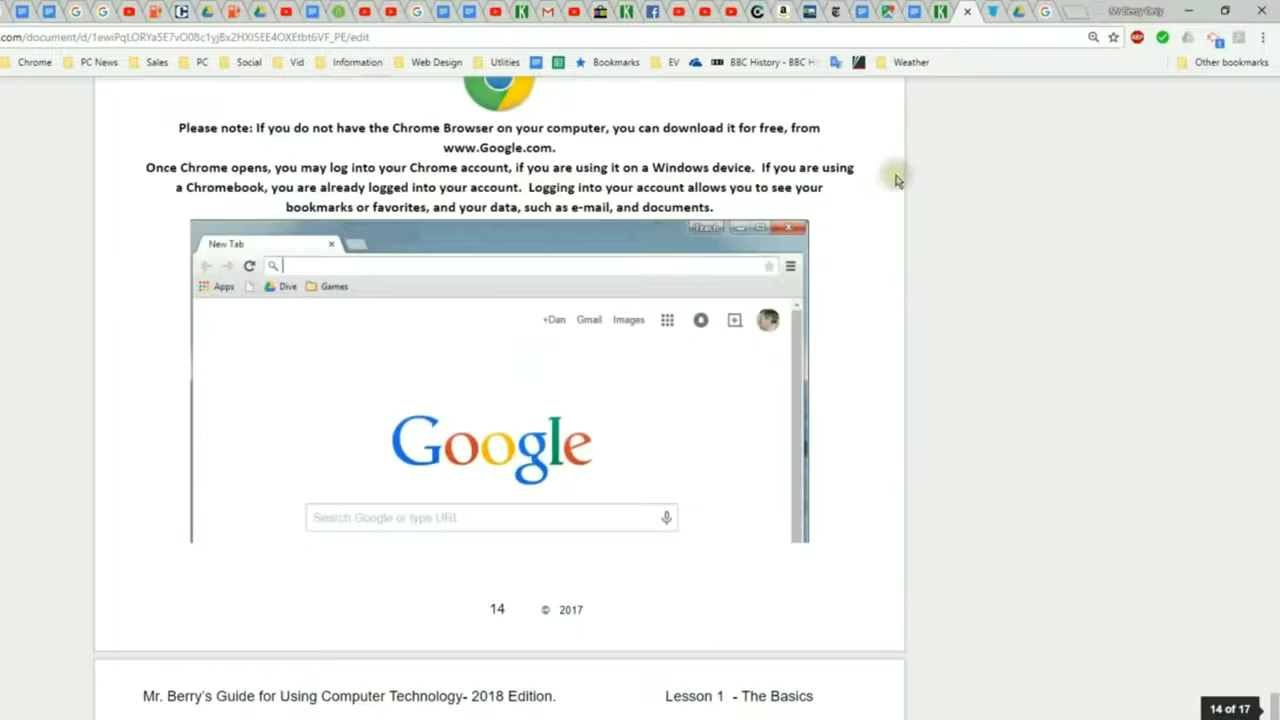 Mr Berry Only
.com/document/d/1ewiPqLORYaSE7vO08c1yjBx2HXISEE4OXEtbt6VF_PE/edit
Chrome PC News Sales PC Social Vid Information Web Design Utilities Bookmarks EV BBC History - BBC H Weather Other bookmarks
Please note: If you do not have the Chrome Browser on your computer, you can download it for free, from
www.Google.com.
Once Chrome opens, you may log into your Chrome account, if you are using it on a Windows device. If you are using
a Chromebook, you are already logged into your account. Logging into your account allows you to see your
bookmarks or favorites, and your data, such as e-mail, and documents.
Teach
New Tab
Apps Dive Games
+Dan Gmail Images
Google
Search Google or type URL
14 © 2017
Mr. Berry's Guide for Using Computer Technology- 2018 Edition. Lesson 1 - The Basics
14 of 17